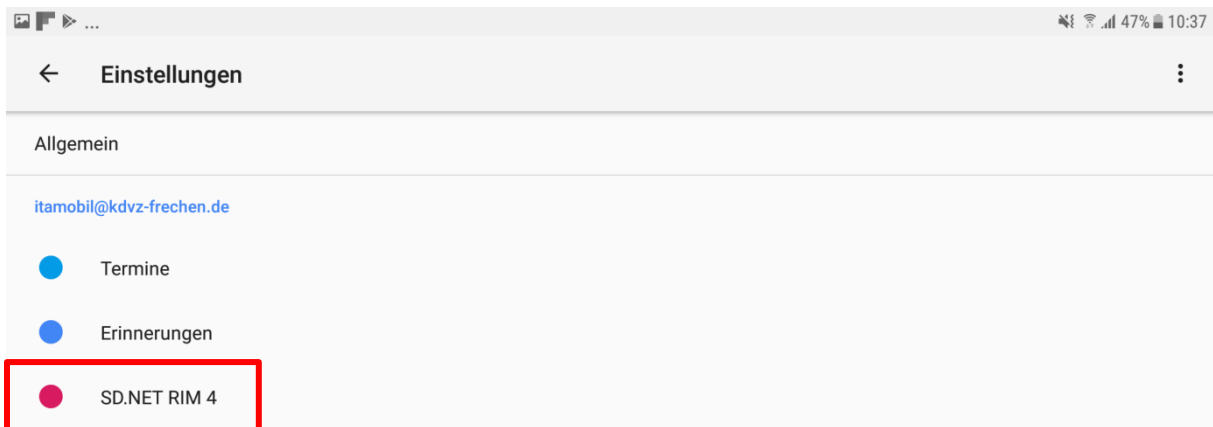 ... 47% 10:37
Einstellungen
Allgemein
itamobil@kdvz-frechen.de
Termine
Erinnerungen
SD.NET RIM 4